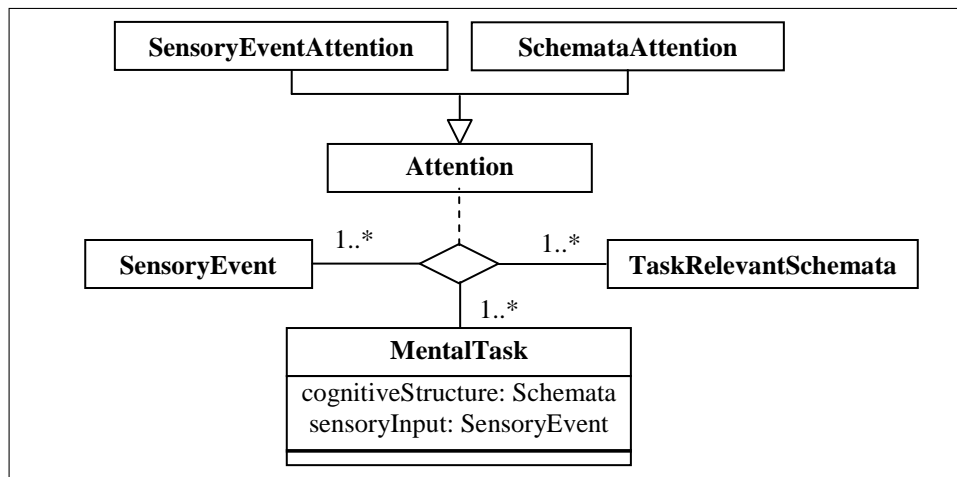 SensoryEventAttention
SchemataAttention
Attention
1..*
1..*
SensoryEvent
TaskRelevantSchemata
1..*
MentalTask
cognitiveStructure: Schemata
sensoryInput: SensoryEvent